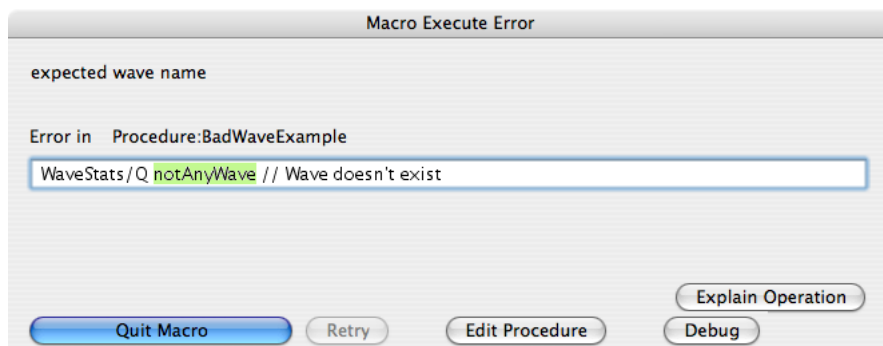 Macro Execute Error
expected wave name
Error in Procedure:BadWaveExample
WaveStats/Q notAnyWave // Wave doesn't exist
Explain Operation
Quit Macro Retry Edit Procedure Debug